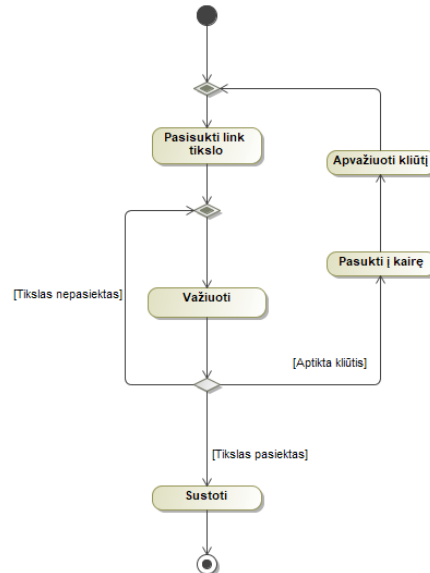 Pasisukti link
tikslo
Apvažiuoti kliūtį
Pasukti į kairę
[Tikslas nepasiektas]
Važiuoti
[Aptikta kliūtis]
[Tikslas pasiektas]
Sustoti